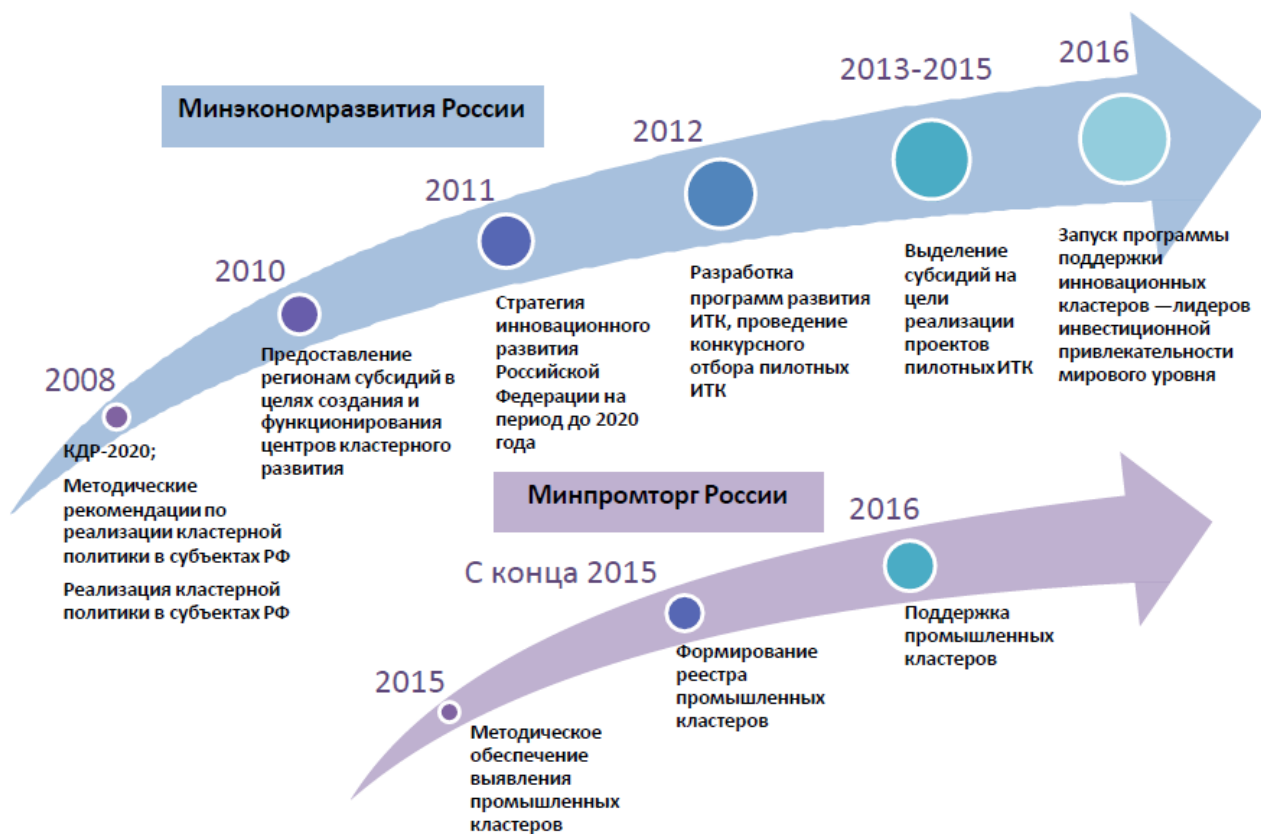 Минэкономразвития России
2008
КДР-2020;
Методические
рекомендации по
реализации кластерной
политики в субъектах РФ
Реализация кластерной
политики в субъектах РФ
2010
Предоставление
регионам субсидий в
целях создания и
функционирования
центров кластерного
развития
2011
Стратегия
инновационного
развития
Российской
Федерации на
период до 2020
года
2012
Разработка
программ развития
ИТК, проведение
конкурсного
отбора пилотных
ИТК
2013-2015
Выделение
субсидий на
цели
реализации
проектов
пилотных ИТК
2016
Запуск программы
поддержки
инновационных
кластеров —лидеров
инвестиционной
привлекательности
мирового уровня
Минпромторг России
2015
Методическое
обеспечение
выявления
промышленных
кластеров
С конца 2015
Формирование
реестра
промышленных
кластеров
2016
Поддержка
промышленных
кластеров